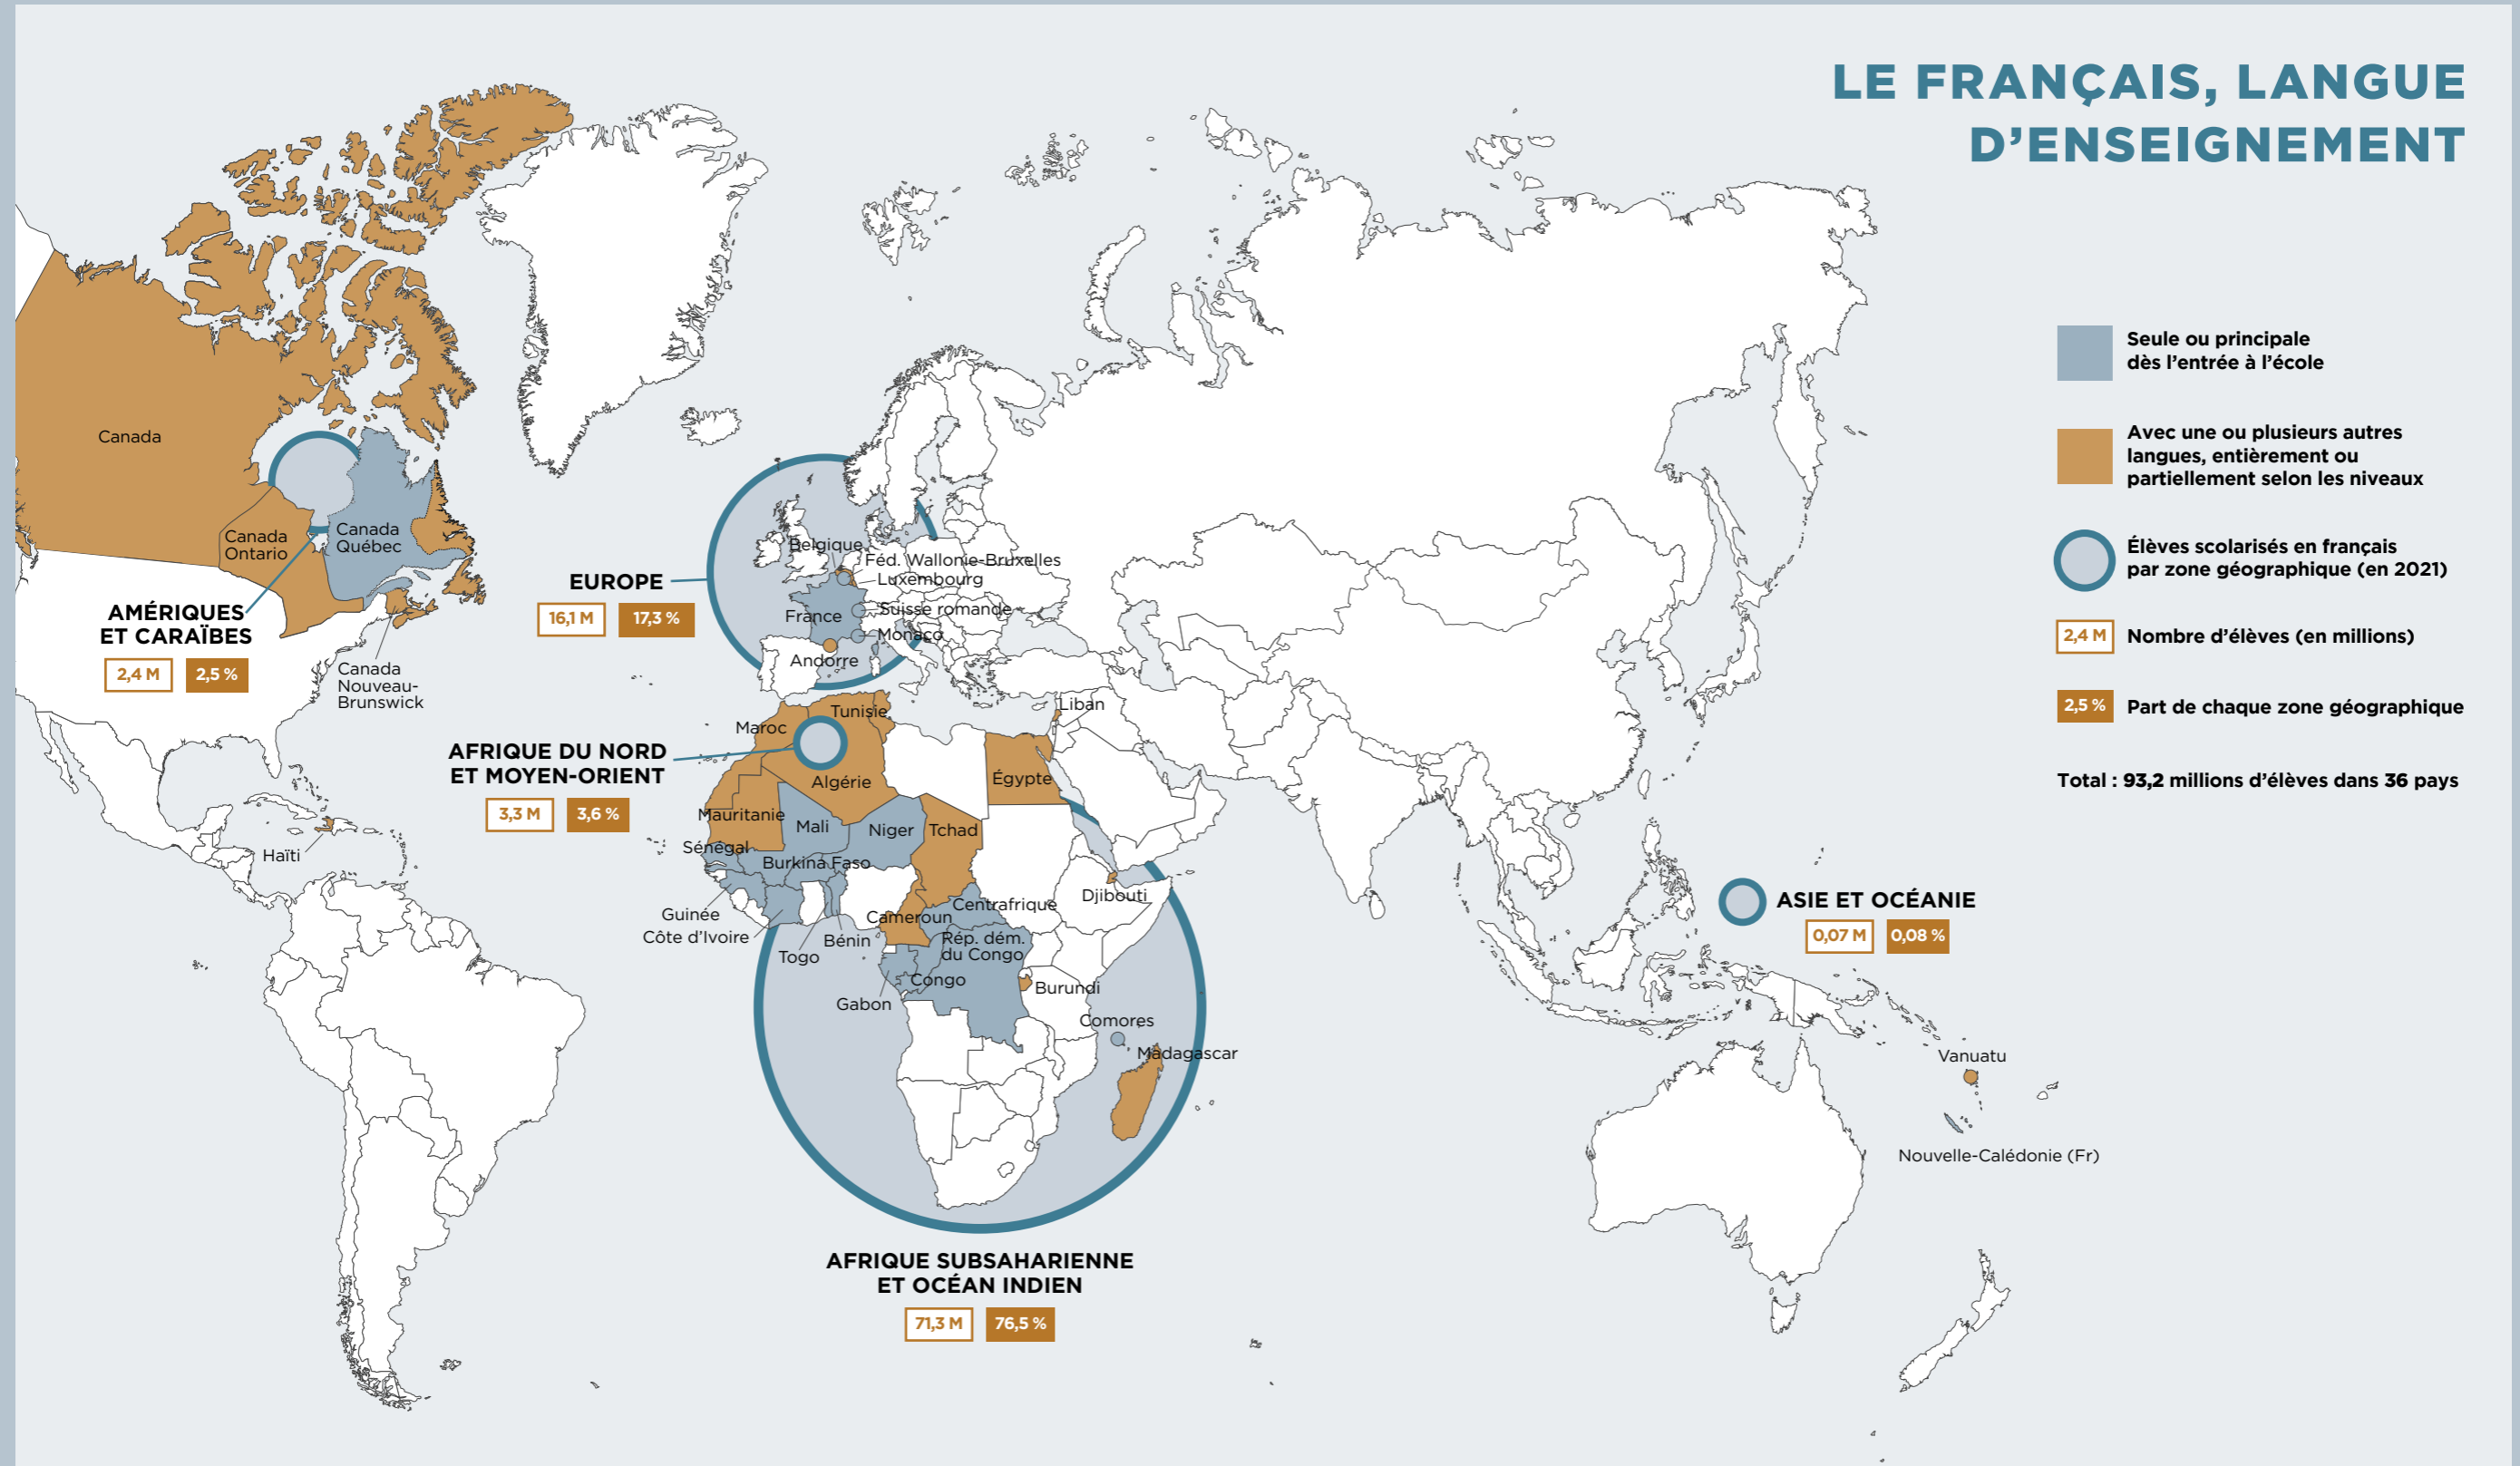 LE FRANÇAIS, LANGUE
D'ENSEIGNEMENT
Seule ou principale
dès l'entrée à l'école
Avec une ou plusieurs autres
langues, entièrement ou
partiellement selon les niveaux
Élèves scolarisés en français
par zone géographique (en 2021)
2,4 M Nombre d'élèves (en millions)
2,5 % Part de chaque zone géographique
Total : 93,2 millions d'élèves dans 36 pays
Canada
Canada
Ontario
Canada
Québec
AMÉRIQUES
ET CARAÏBES
2,4 M 2,5 %
Canada
Nouveau-
Brunswick
Haïti
EUROPE
16,1 M 17,3 %
Belgique
Féd. Wallonie-Bruxelles
Luxembourg
France
Suisse romande
Monaco
Andorre
AFRIQUE DU NORD
ET MOYEN-ORIENT
3,3 M 3,6 %
Maroc
Tunisie
Liban
Algérie
Égypte
Mauritanie
Mali
Niger
Tchad
Sénégal
Burkina Faso
Djibouti
Guinée
Côte d'Ivoire
Togo
Bénin
Cameroun
Centrafrique
Rép. dém.
du Congo
Congo
Gabon
Burundi
Comores
Madagascar
AFRIQUE SUBSAHARIENNE
ET OCÉAN INDIEN
71,3 M 76,5 %
ASIE ET OCÉANIE
0,07 M 0,08 %
Vanuatu
Nouvelle-Calédonie (Fr)